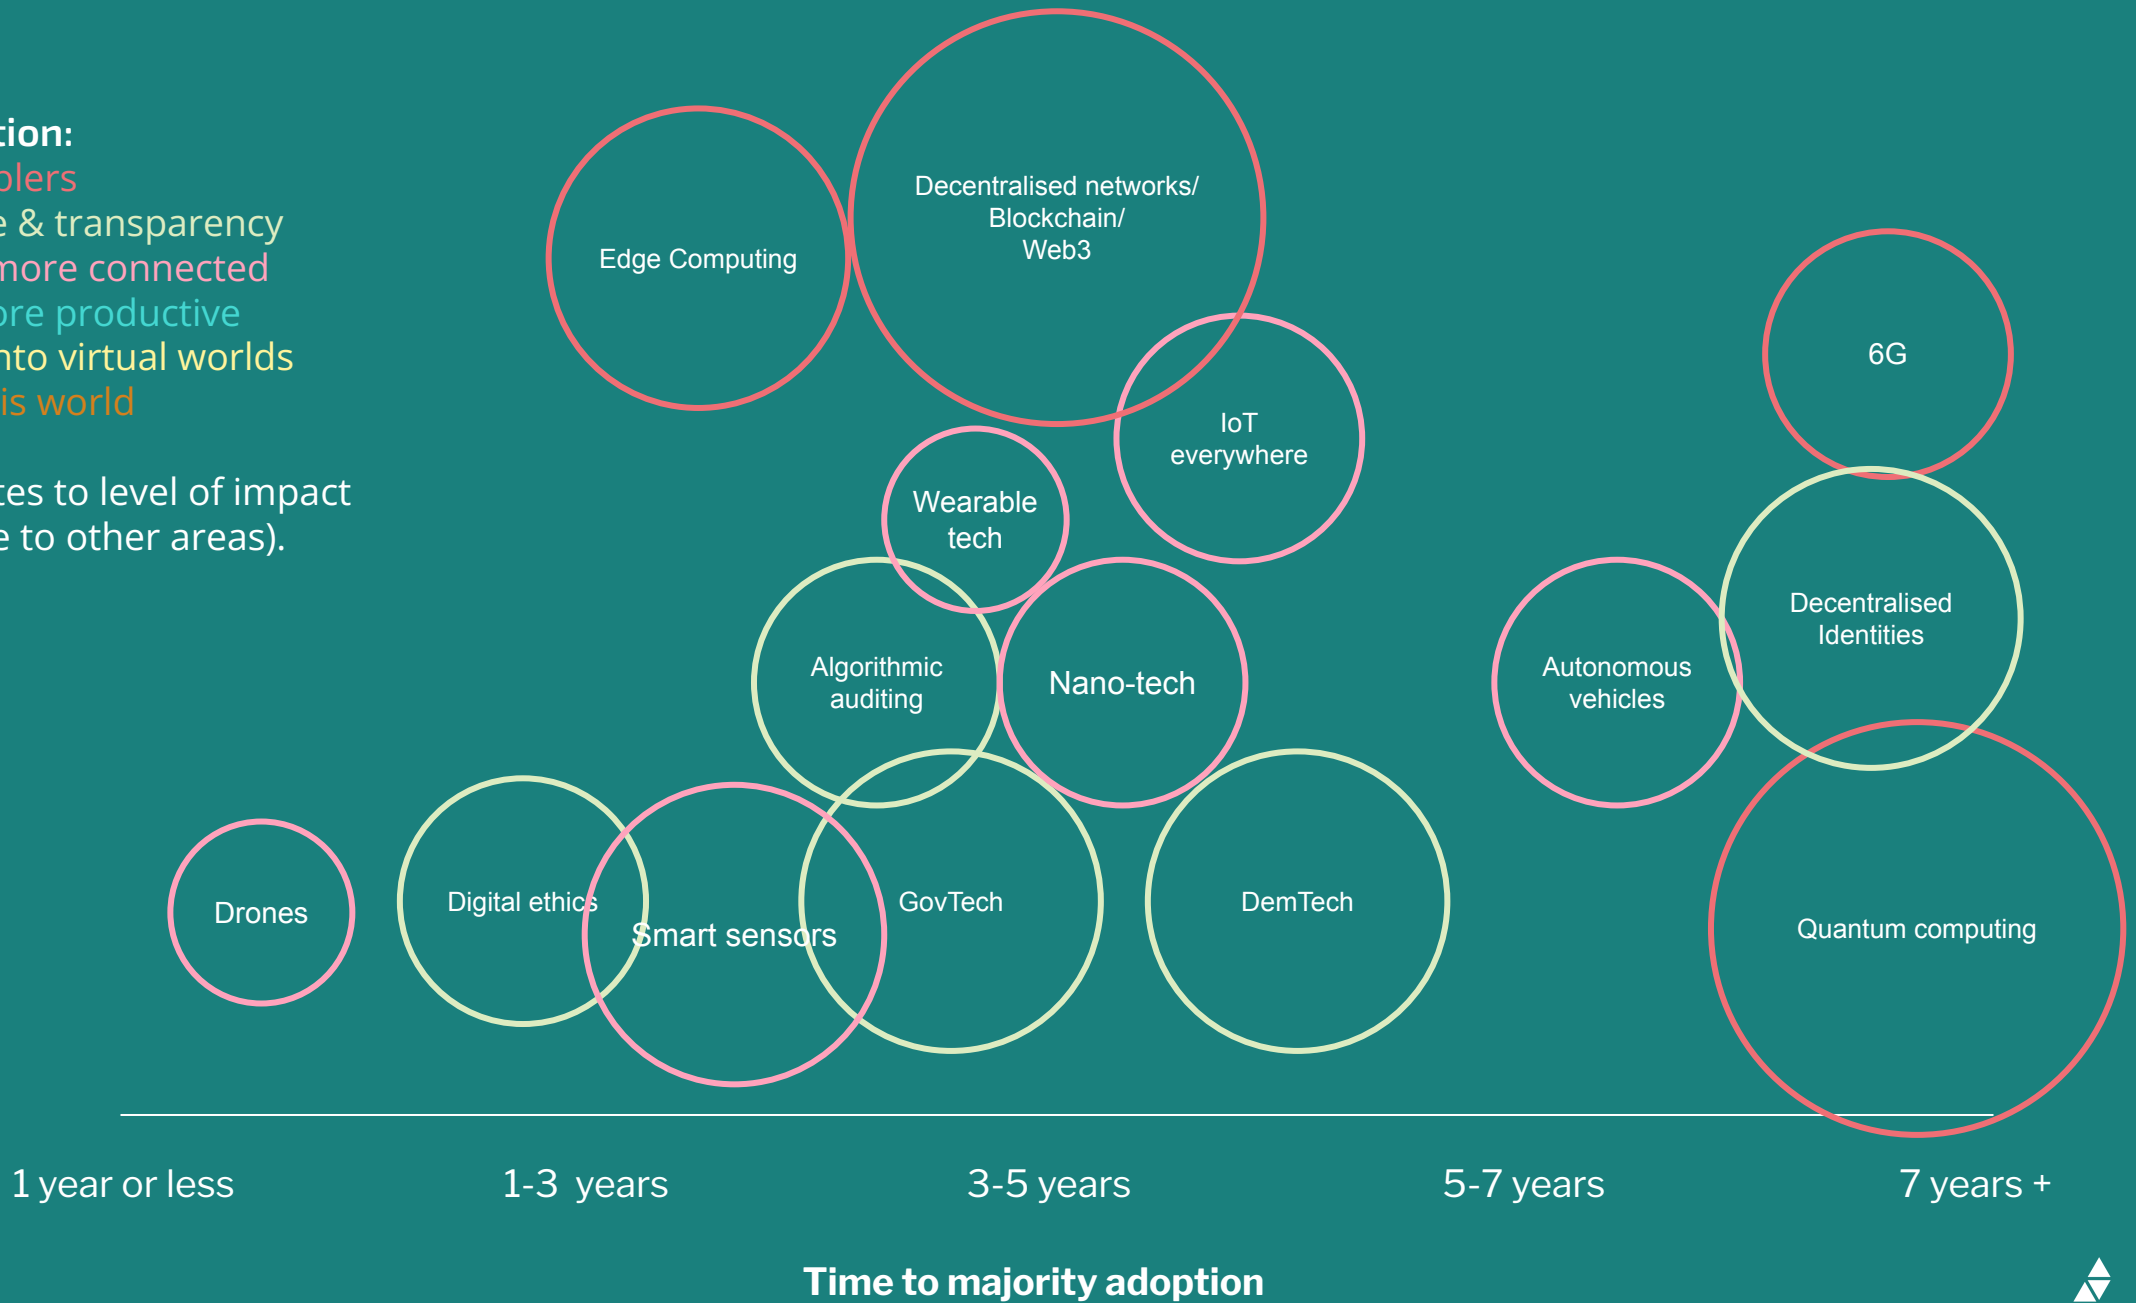 tion:
blers
e & transparency
more connected
ore productive
nto virtual worlds
is world
tes to level of impact
e to other areas).
Edge Computing
Decentralised networks/
Blockchain/
Web3
6G
IoT
everywhere
Wearable
tech
Decentralised
Identities
Algorithmic
auditing
Nano-tech
Autonomous
vehicles
Drones
Digital ethics
Smart sensors
GovTech
DemTech
Quantum computing
1 year or less
1-3 years
3-5 years
5-7 years
7 years +
Time to majority adoption